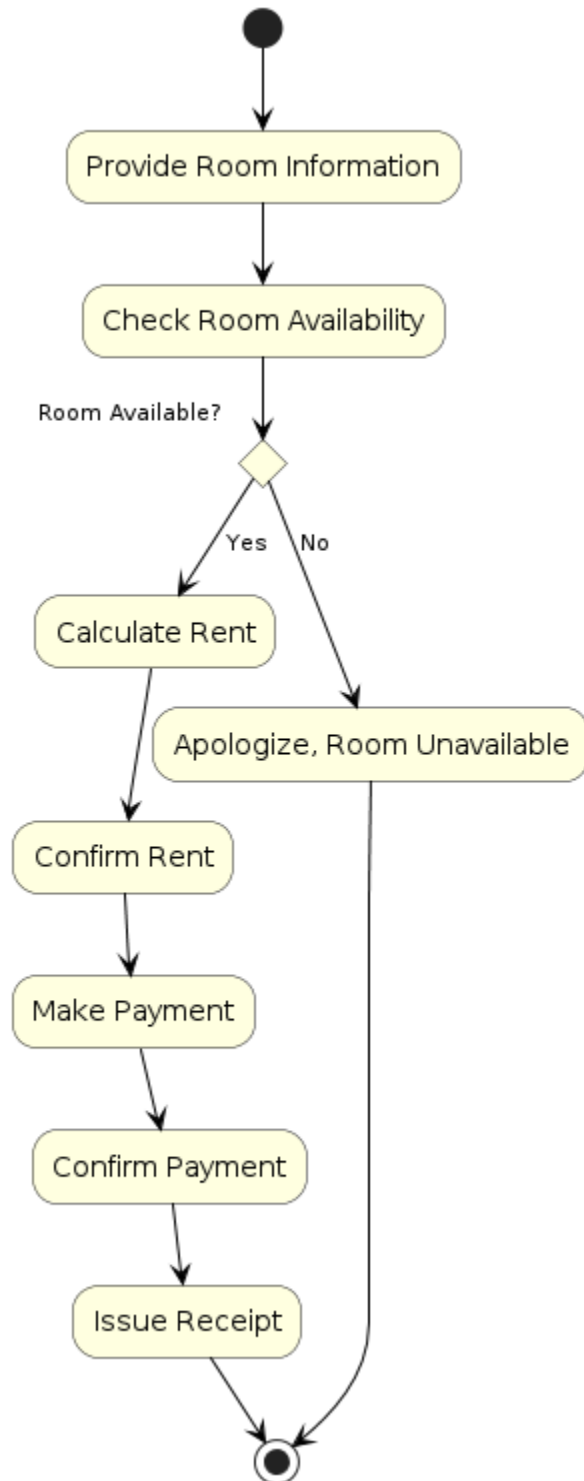 Provide Room Information
Check Room Availability
Room Available?
Yes
No
Calculate Rent
Apologize, Room Unavailable
Confirm Rent
Make Payment
Confirm Payment
Issue Receipt